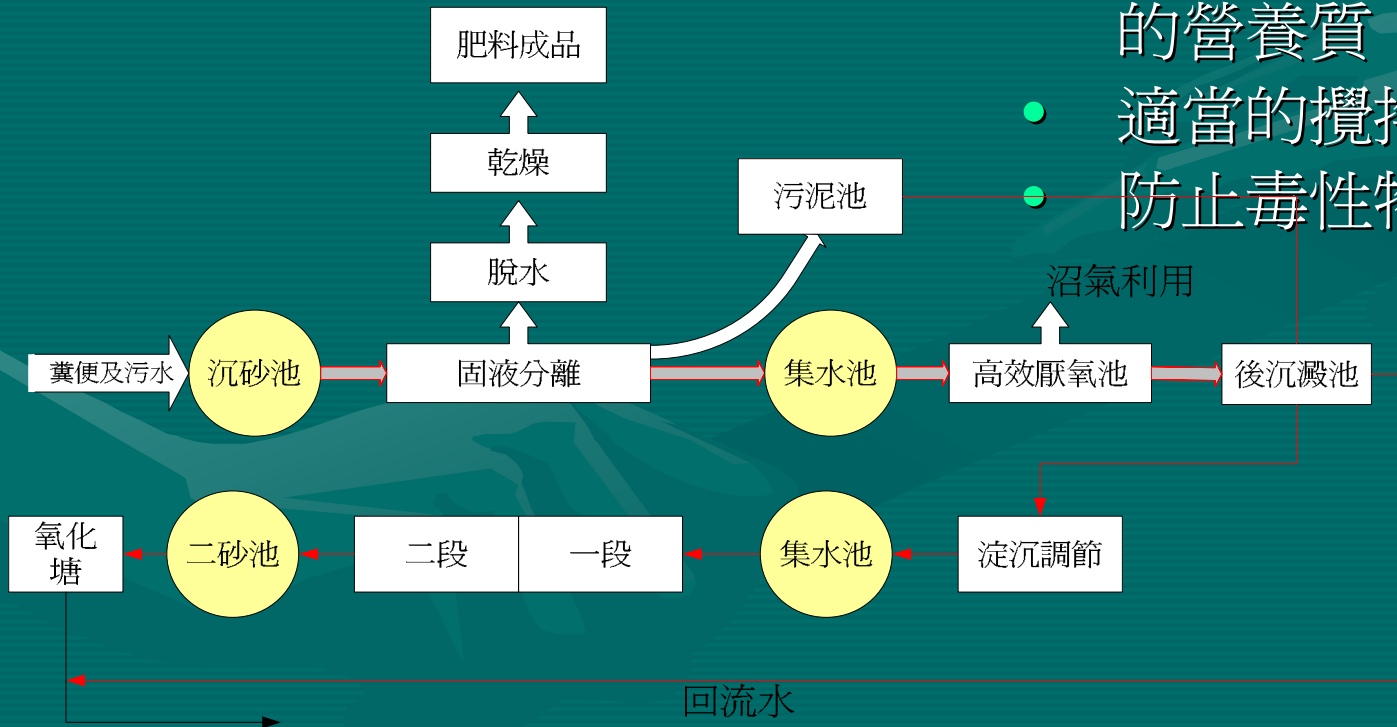 的營養質
適當的攪
防止毒性
肥料成品
乾燥
脫水
污泥池
沼氣利用
糞便及污水
沉砂池
固液分離
集水池
高效厭氧池
後沉澱池
氧化
塘
二砂池
二段
一段
集水池
淀沉調節
回流水